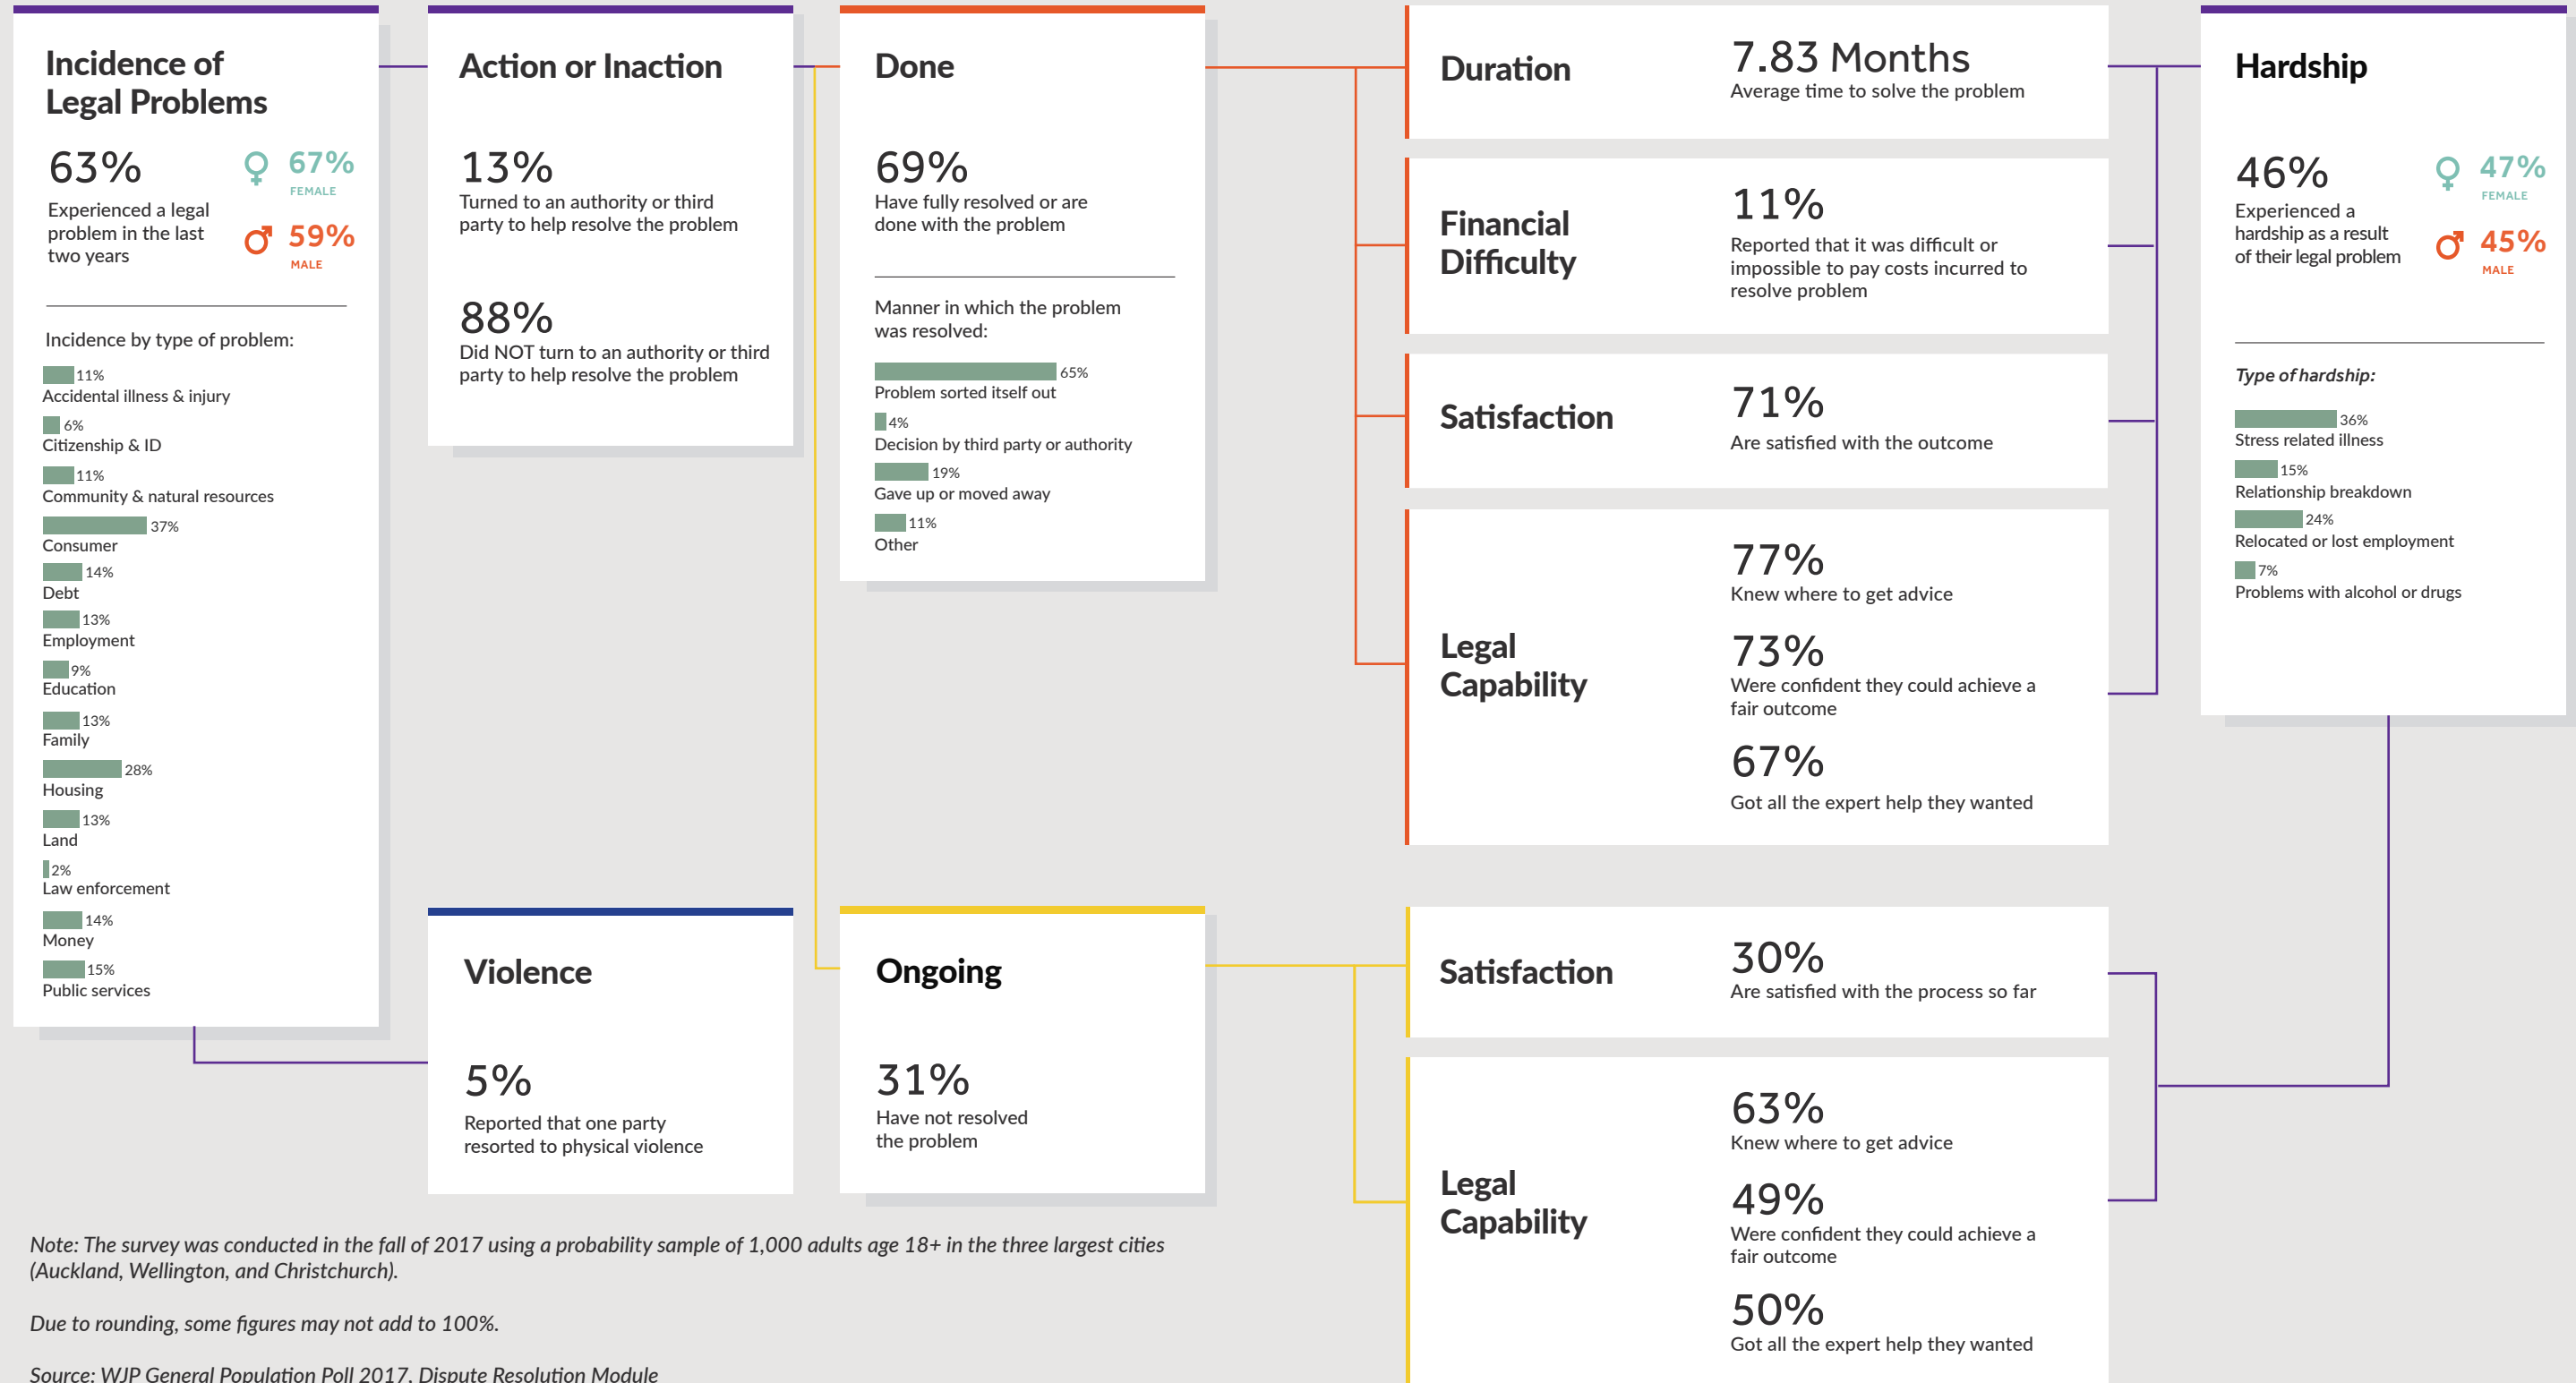 Incidence of
Legal Problems
63%
Experienced a legal
problem in the last
two years
67%
FEMALE
59%
MALE
Incidence by type of problem:
11%
Accidental illness & injury
6%
Citizenship & ID
11%
Community & natural resources
37%
Consumer
14%
Debt
13%
Employment
9%
Education
13%
Family
28%
Housing
13%
Land
2%
Law enforcement
14%
Money
15%
Public services
Action or Inaction
13%
Turned to an authority or third
party to help resolve the problem
88%
Did NOT turn to an authority or third
party to help resolve the problem
Violence
5%
Reported that one party
resorted to physical violence
Done
69%
Have fully resolved or are
done with the problem
Manner in which the problem
was resolved:
65%
Problem sorted itself out
4%
Decision by third party or authority
19%
Gave up or moved away
11%
Other
Ongoing
31%
Have not resolved
the problem
Duration
7.83 Months
Average time to solve the problem
Financial
Difficulty
11%
Reported that it was difficult or
impossible to pay costs incurred to
resolve problem
Satisfaction
71%
Are satisfied with the outcome
Legal
Capability
77%
Knew where to get advice
73%
Were confident they could achieve a
fair outcome
67%
Got all the expert help they wanted
Satisfaction
30%
Are satisfied with the process so far
Legal
Capability
63%
Knew where to get advice
49%
Were confident they could achieve a
fair outcome
50%
Got all the expert help they wanted
Hardship
46%
Experienced a
hardship as a result
of their legal problem
47%
FEMALE
45%
MALE
Type of hardship:
36%
Stress related illness
15%
Relationship breakdown
24%
Relocated or lost employment
7%
Problems with alcohol or drugs
Note: The survey was conducted in the fall of 2017 using a probability sample of 1,000 adults age 18+ in the three largest cities
(Auckland, Wellington, and Christchurch).
Due to rounding, some figures may not add to 100%.
Source: WJP General Population Poll 2017, Dispute Resolution Module